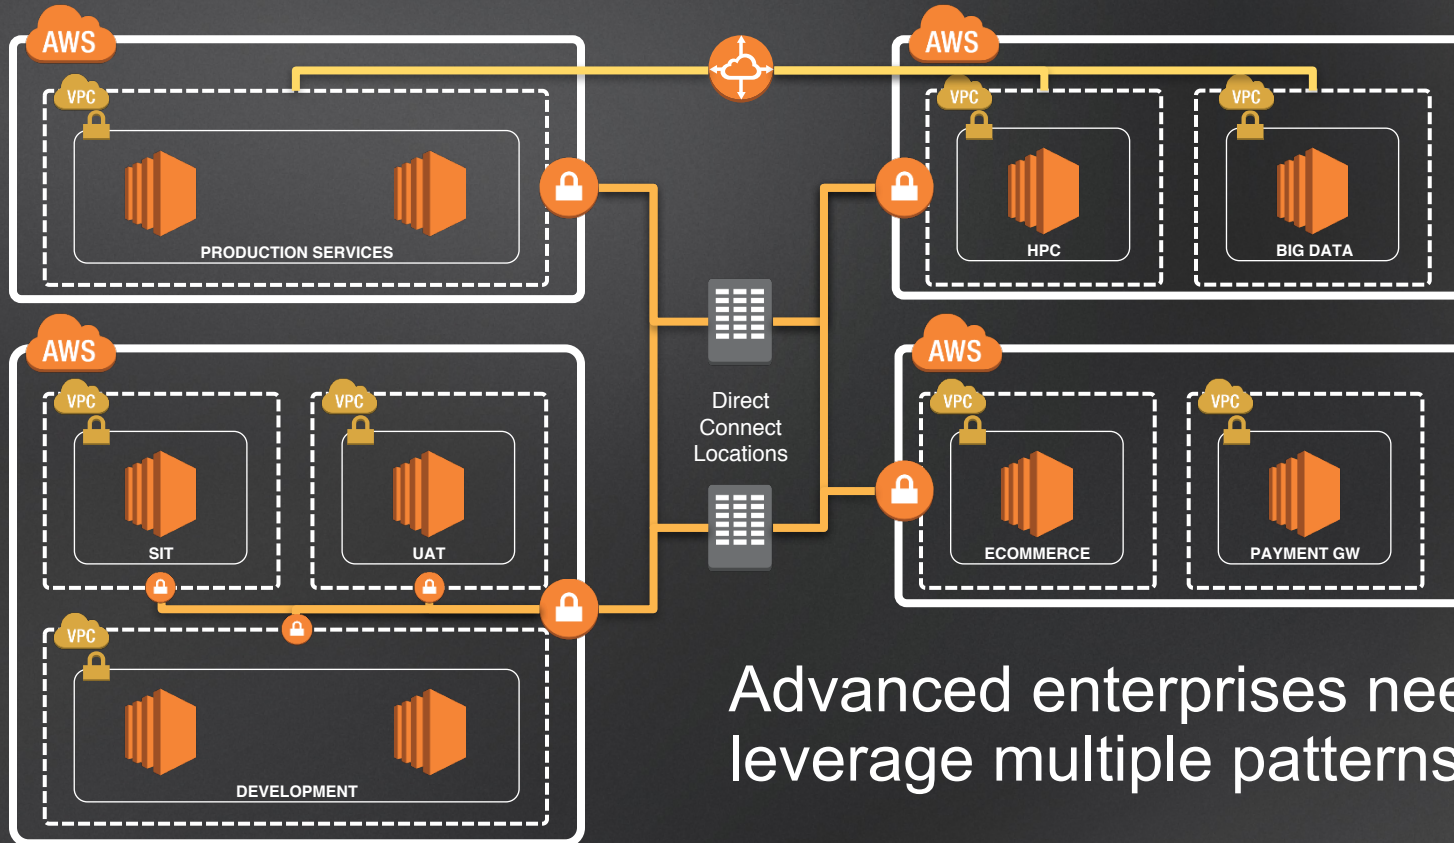 AWS
VPC
PRODUCTION SERVICES
AWS
VPC
VPC
HPC
BIG DATA
AWS
VPC
VPC
SIT
UAT
VPC
DEVELOPMENT
Direct
Connect
Locations
AWS
VPC
VPC
ECOMMERCE
PAYMENT GW
Advanced enterprises nee
leverage multiple patterns